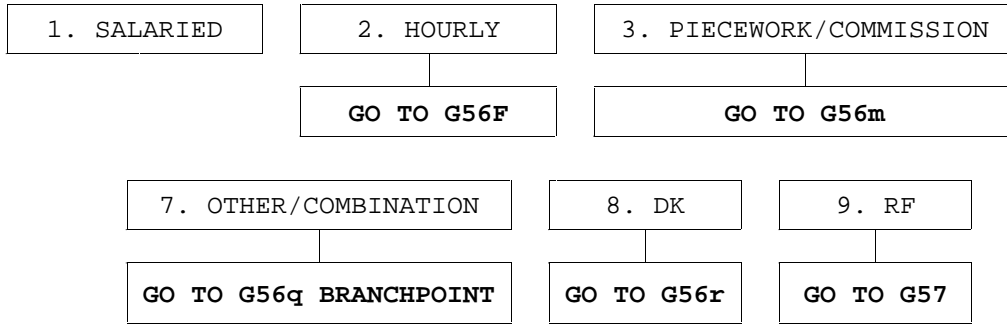 1. SALARIED 2. HOURLY 3. PIECEWORK/COMMISSION
GO TO G56F GO TO G56m
7. OTHER/COMBINATION 8. DK 9. RF
GO TO G56q BRANCHPOINT GO TO G56r GO TO G57